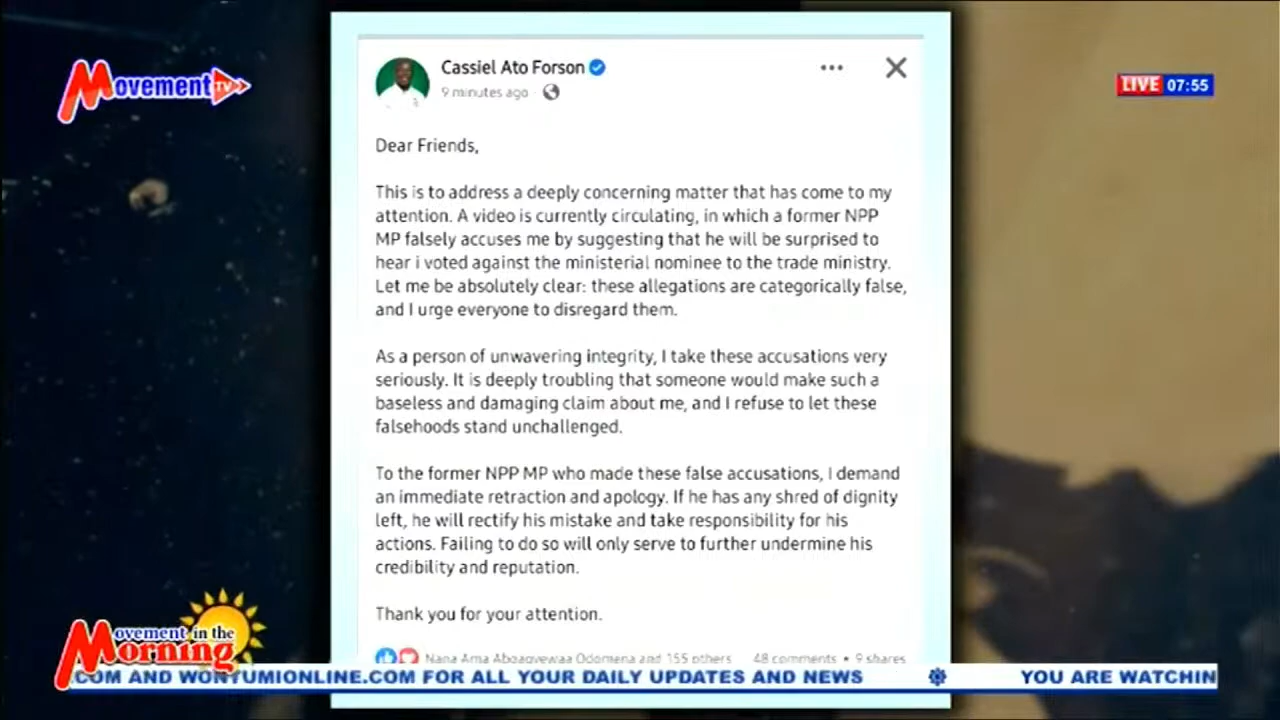 Movement TV
LIVE 07:55
Cassiel Ato Forson
9 minutes ago
Dear Friends,
This is to address a deeply concerning matter that has come to my
attention. A video is currently circulating, in which a former NPP
MP falsely accuses me by suggesting that he will be surprised to
hear i voted against the ministerial nominee to the trade ministry.
Let me be absolutely clear: these allegations are categorically false,
and I urge everyone to disregard them.
As a person of unwavering integrity, I take these accusations very
seriously. It is deeply troubling that someone would make such a
baseless and damaging claim about me, and I refuse to let these
falsehoods stand unchallenged.
To the former NPP MP who made these false accusations, I demand
an immediate retraction and apology. If he has any shred of dignity
left, he will rectify his mistake and take responsibility for his
actions. Failing to do so will only serve to further undermine his
credibility and reputation.
Thank you for your attention.
Nana Ama Aboagyewaa Odomena and 155 others 48 comments • 9 shares
Movement in the
Morning
.COM AND WONTUMIONLINE.COM FOR ALL YOUR DAILY UPDATES AND NEWS YOU ARE WATCHIN